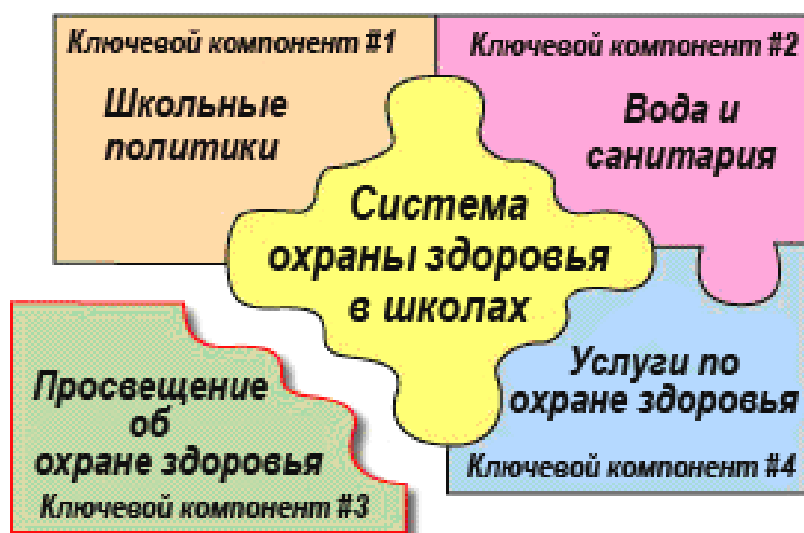 Ключевой компонент #1
Школьные
политики
Ключевой компонент #2
Вода и
санитария
Система
охраны здоровья
в школах
Просвещение
об
охране здоровья
Ключевой компонент #3
Услуги по
охране здоровья
Ключевой компонент #4